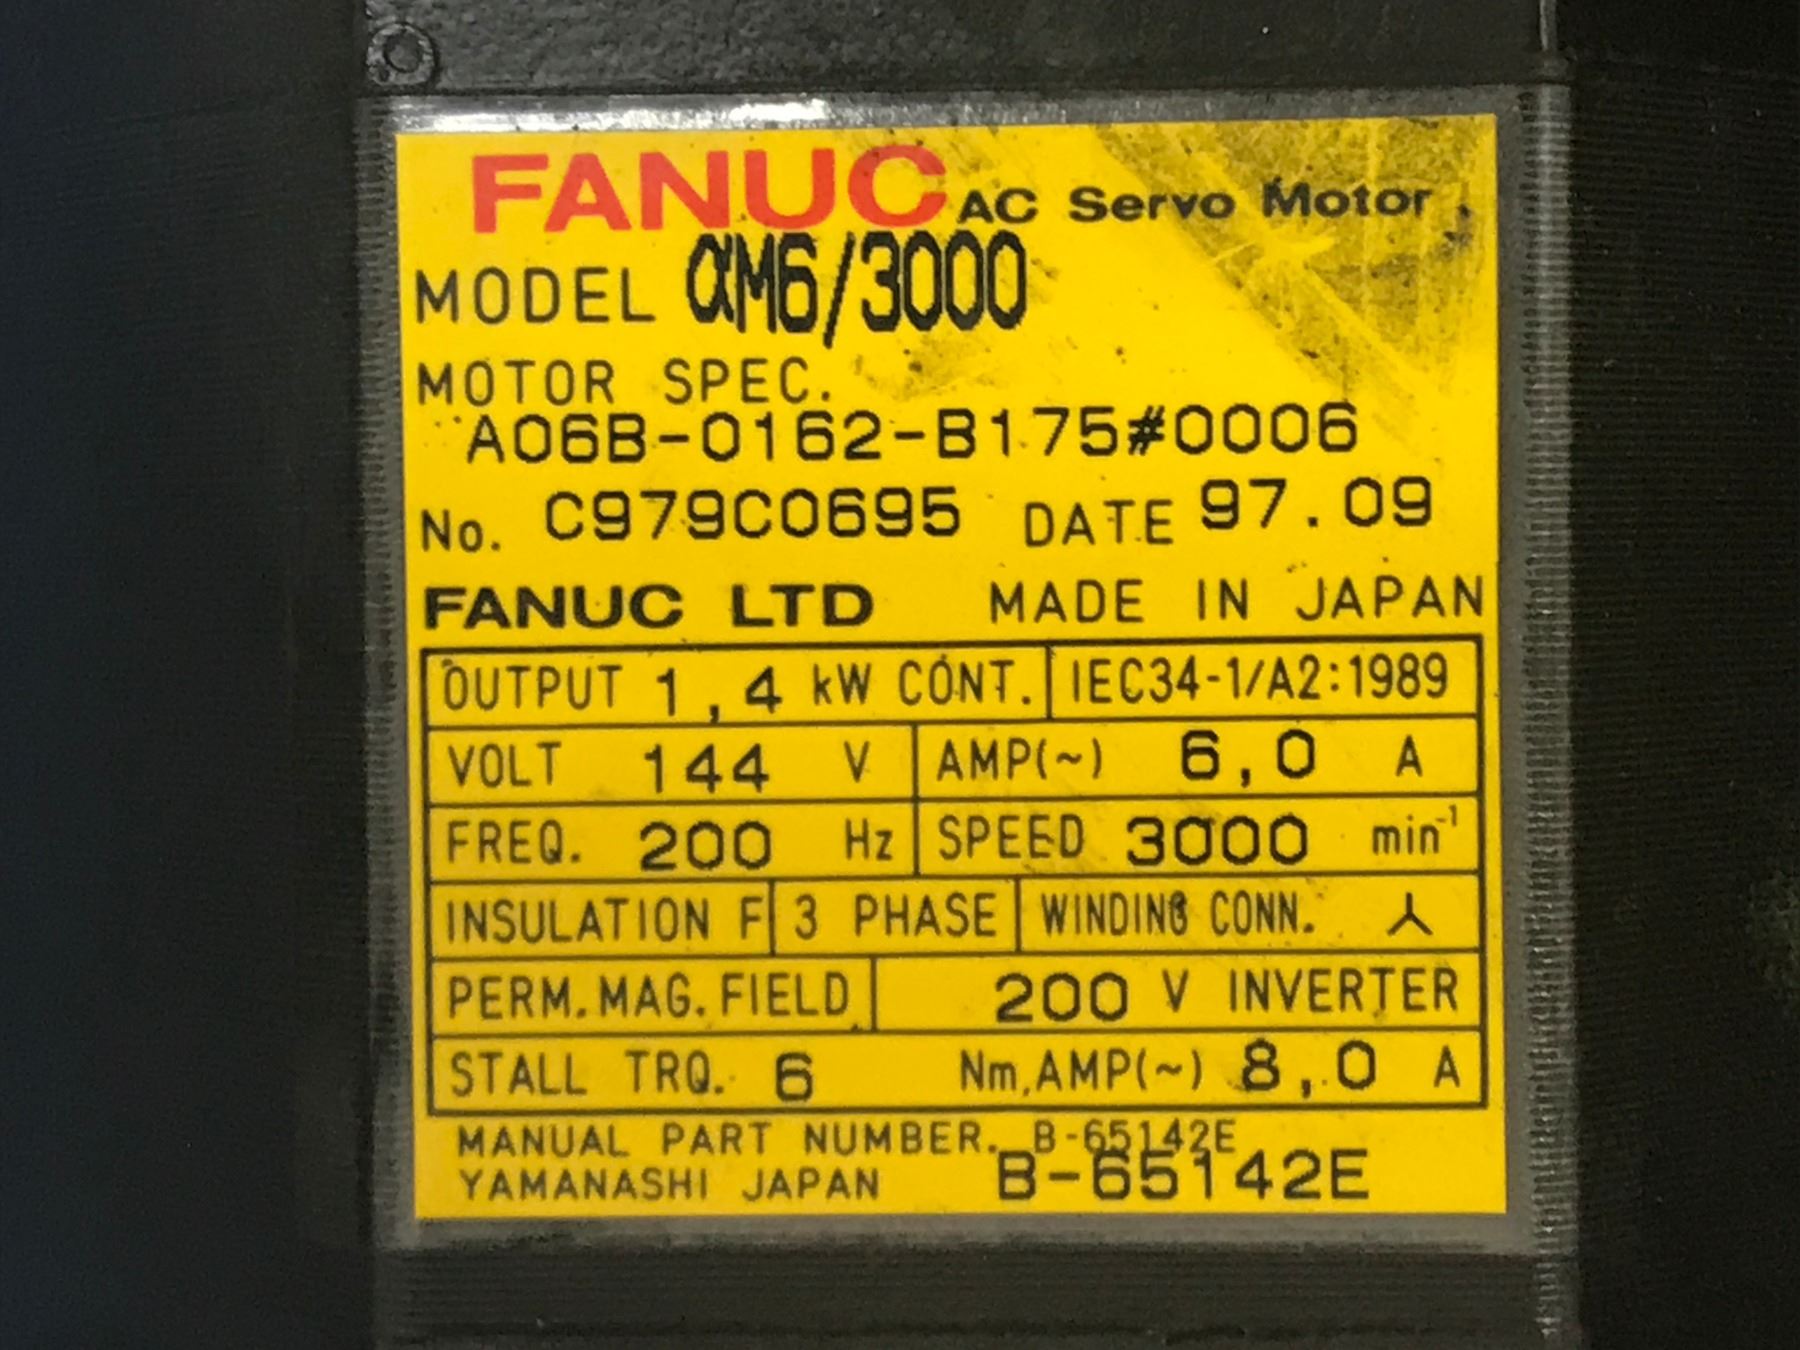 FANUC AC Servo Motor
MODEL αM6/3000
MOTOR SPEC.
A06B-0162-B175#0006
No. C979C0695 DATE 97.09
FANUC LTD MADE IN JAPAN
OUTPUT 1,4 kW CONT. IEC34-1/A2:1989
VOLT 144 V AMP(~) 6,0 A
FREQ. 200 Hz SPEED 3000 min⁻¹
INSULATION F 3 PHASE WINDING CONN. ⅄
PERM.MAG.FIELD 200 V INVERTER
STALL TRQ. 6 Nm,AMP(~) 8,0 A
MANUAL PART NUMBER. B-65142E
YAMANASHI JAPAN B-65142E